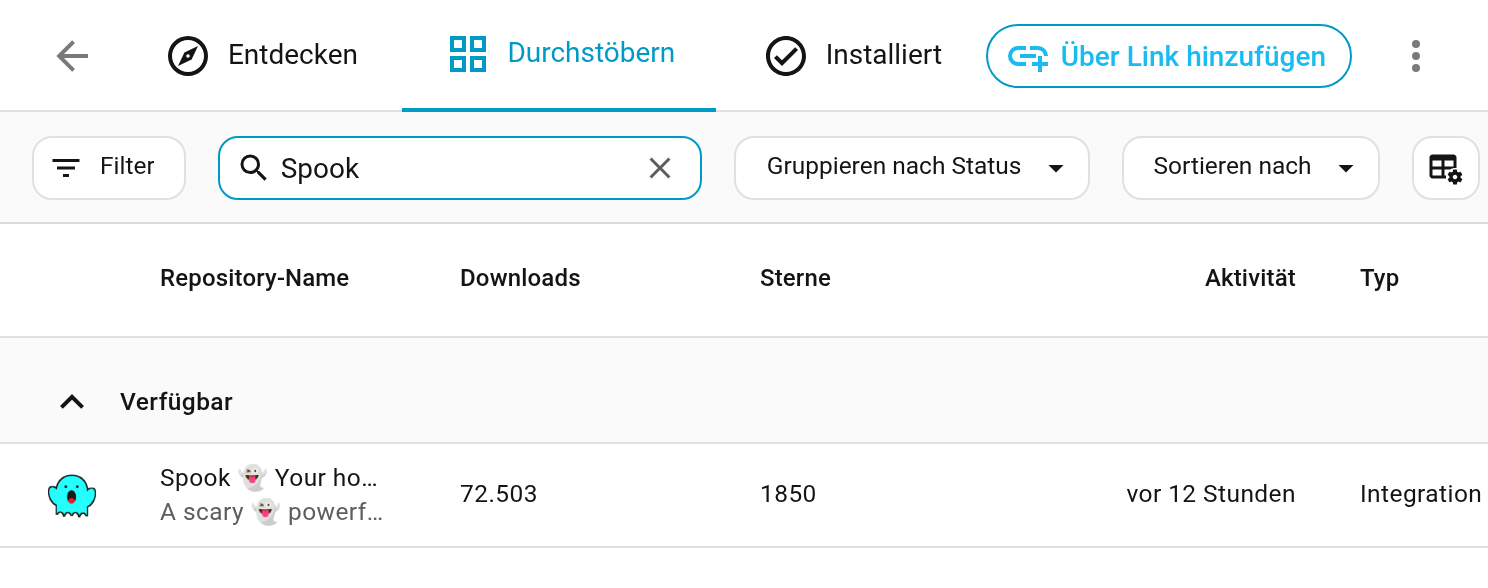 Entdecken Durchstöbern Installiert Über Link hinzufügen
Filter Spook Gruppieren nach Status Sortieren nach
Repository-Name Downloads Sterne Aktivität Typ
Verfügbar
Spook 👻 Your ho…
A scary 👻 powerf…
72.503 1850 vor 12 Stunden Integration